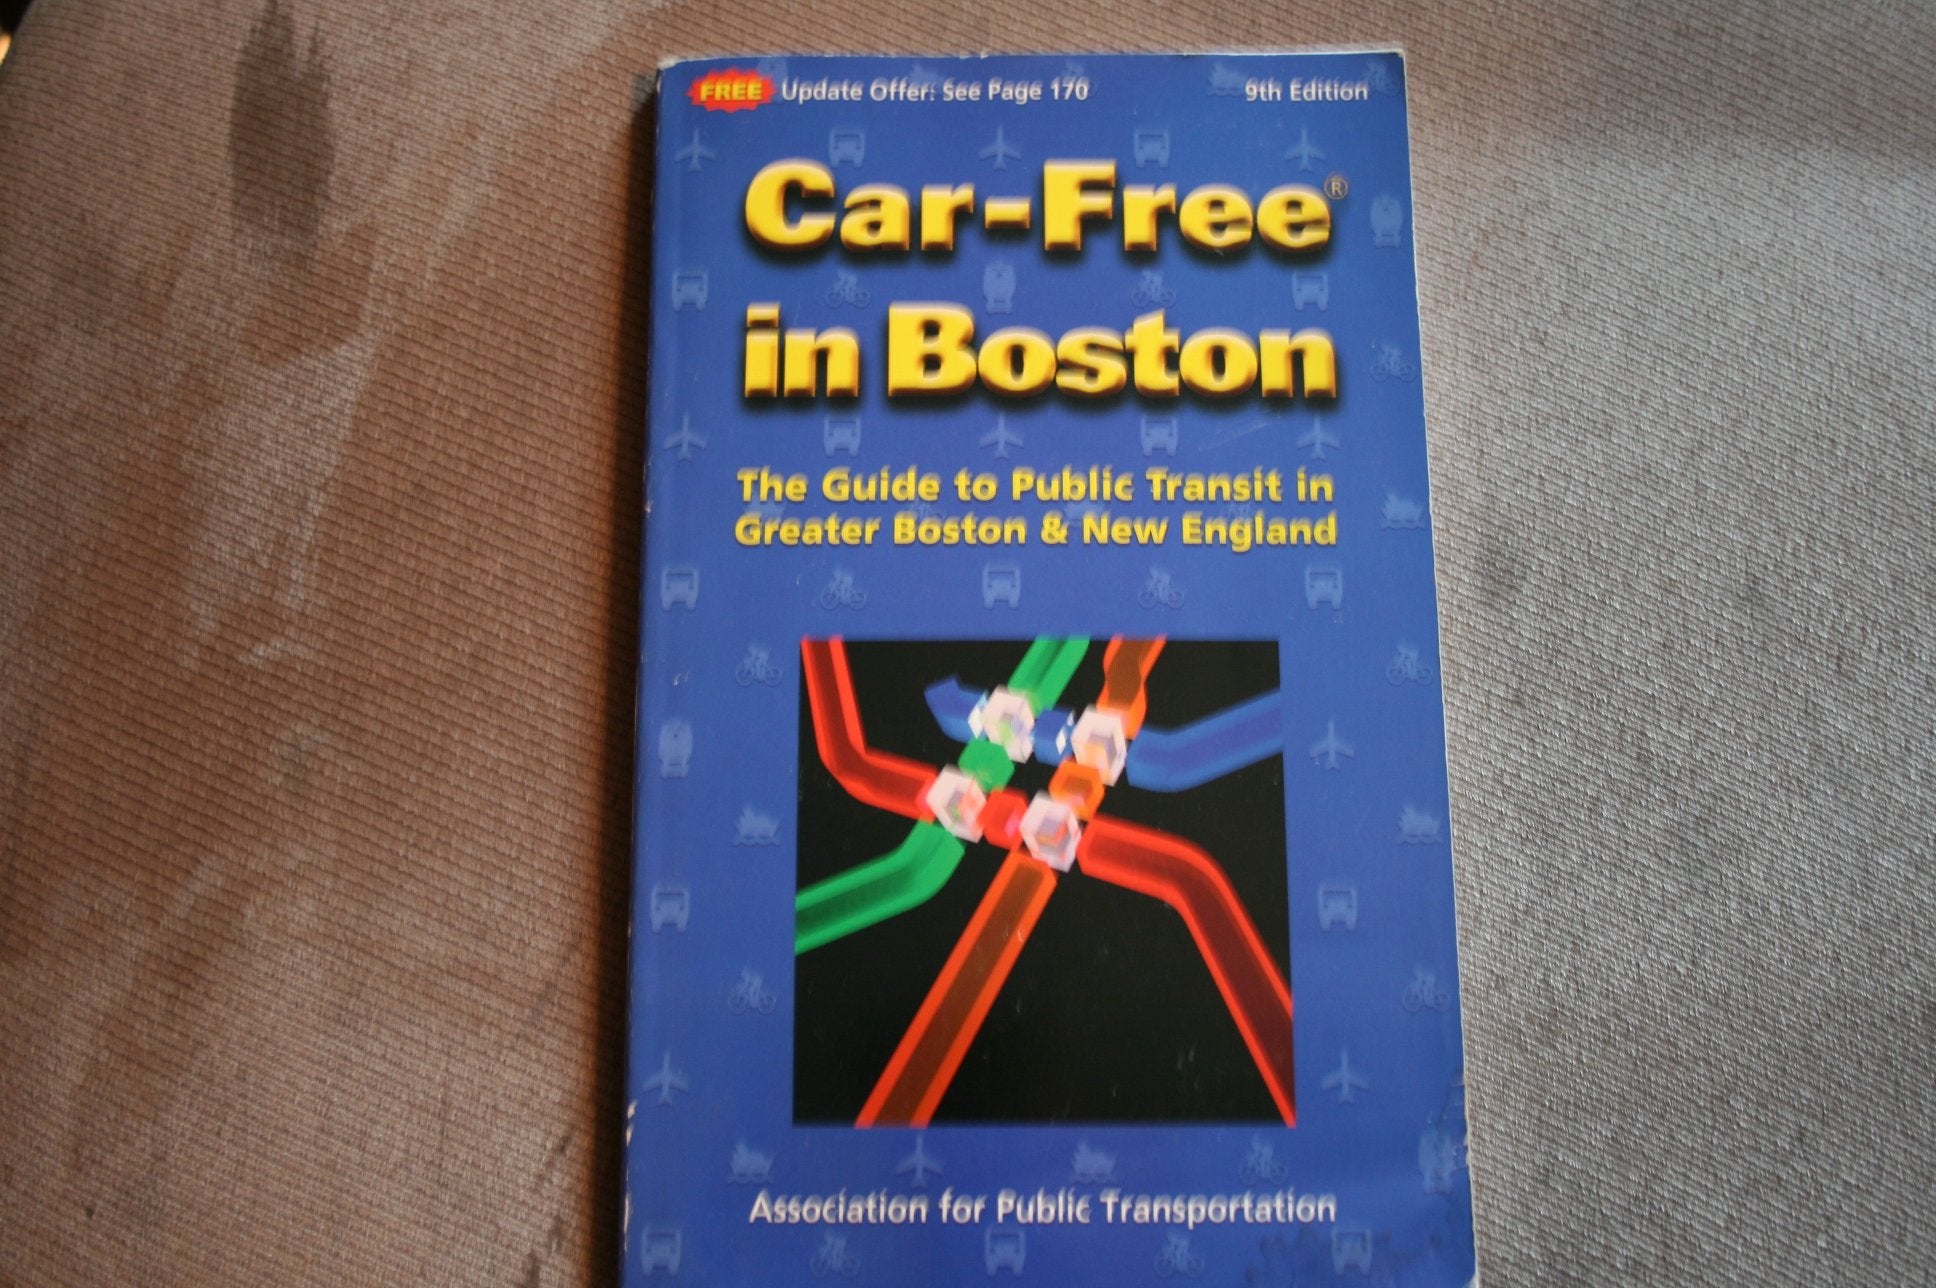 FREE Update Offer: See Page 170 9th Edition
Car-Free®
in Boston
The Guide to Public Transit in
Greater Boston & New England
Association for Public Transportation